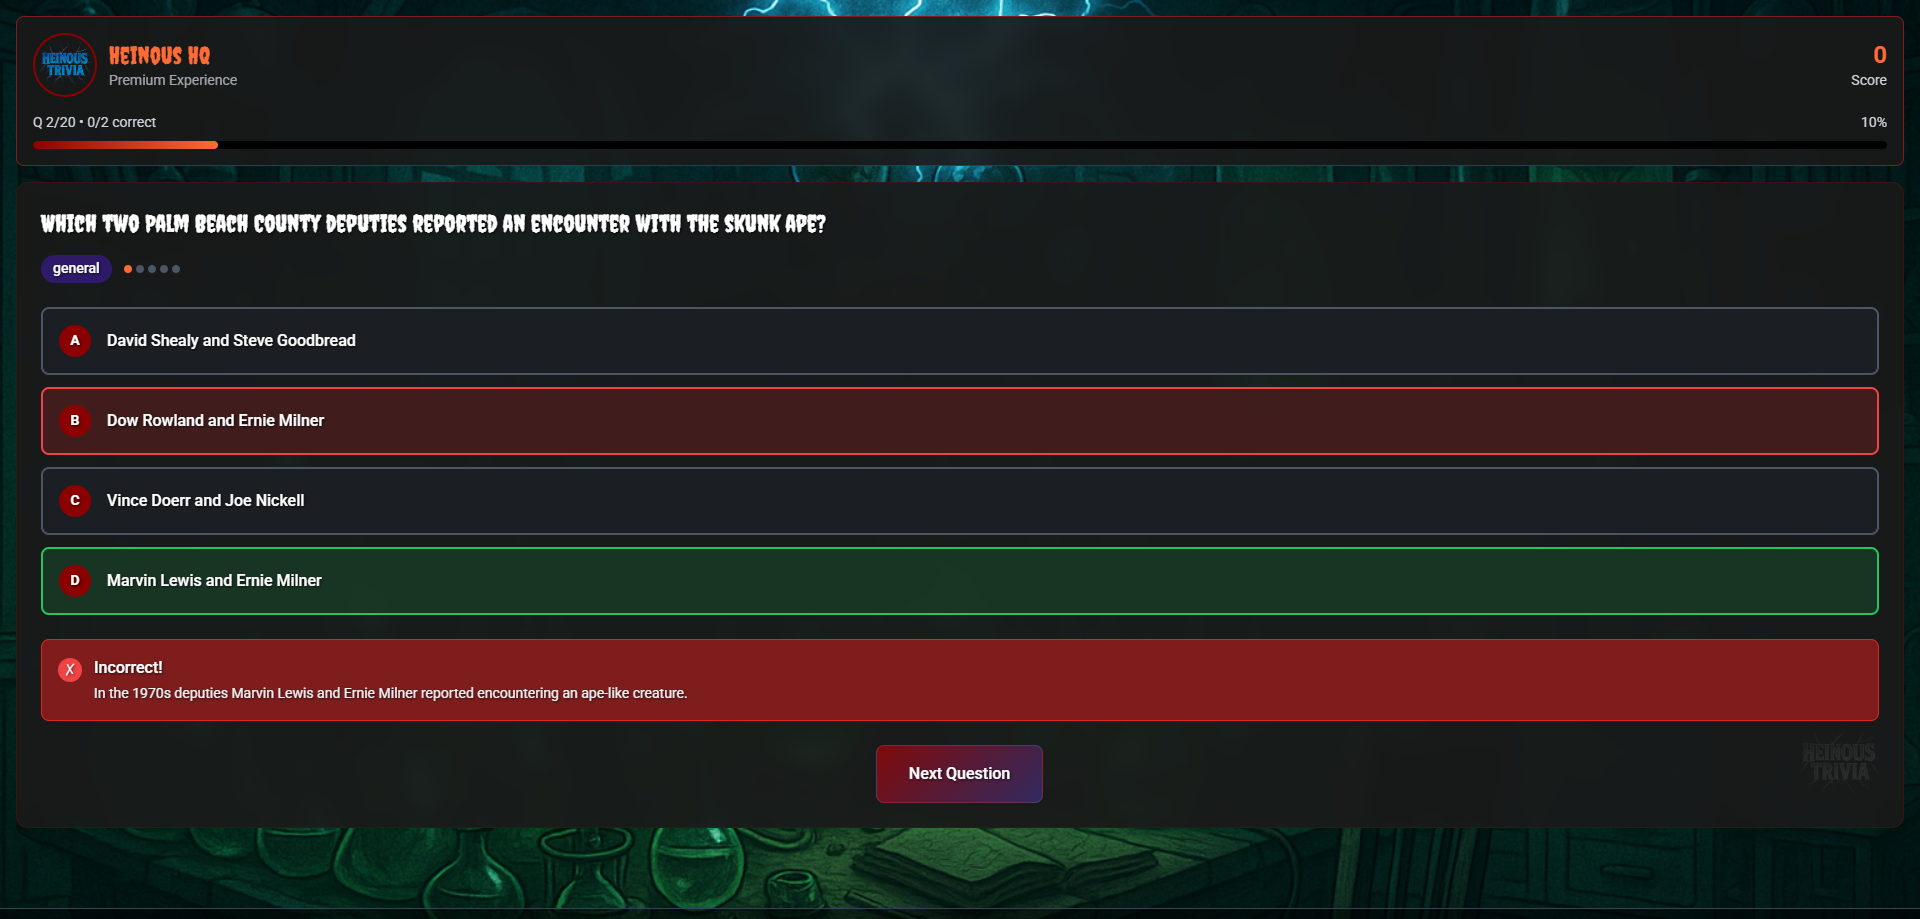 HEINOUS
TRIVIA
HEINOUS HQ
Premium Experience
0
Score
Q 2/20 • 0/2 correct
10%
WHICH TWO PALM BEACH COUNTY DEPUTIES REPORTED AN ENCOUNTER WITH THE SKUNK APE?
general
A
David Shealy and Steve Goodbread
B
Dow Rowland and Ernie Milner
C
Vince Doerr and Joe Nickell
D
Marvin Lewis and Ernie Milner
X
Incorrect!
In the 1970s deputies Marvin Lewis and Ernie Milner reported encountering an ape-like creature.
Next Question
HEINOUS
TRIVIA